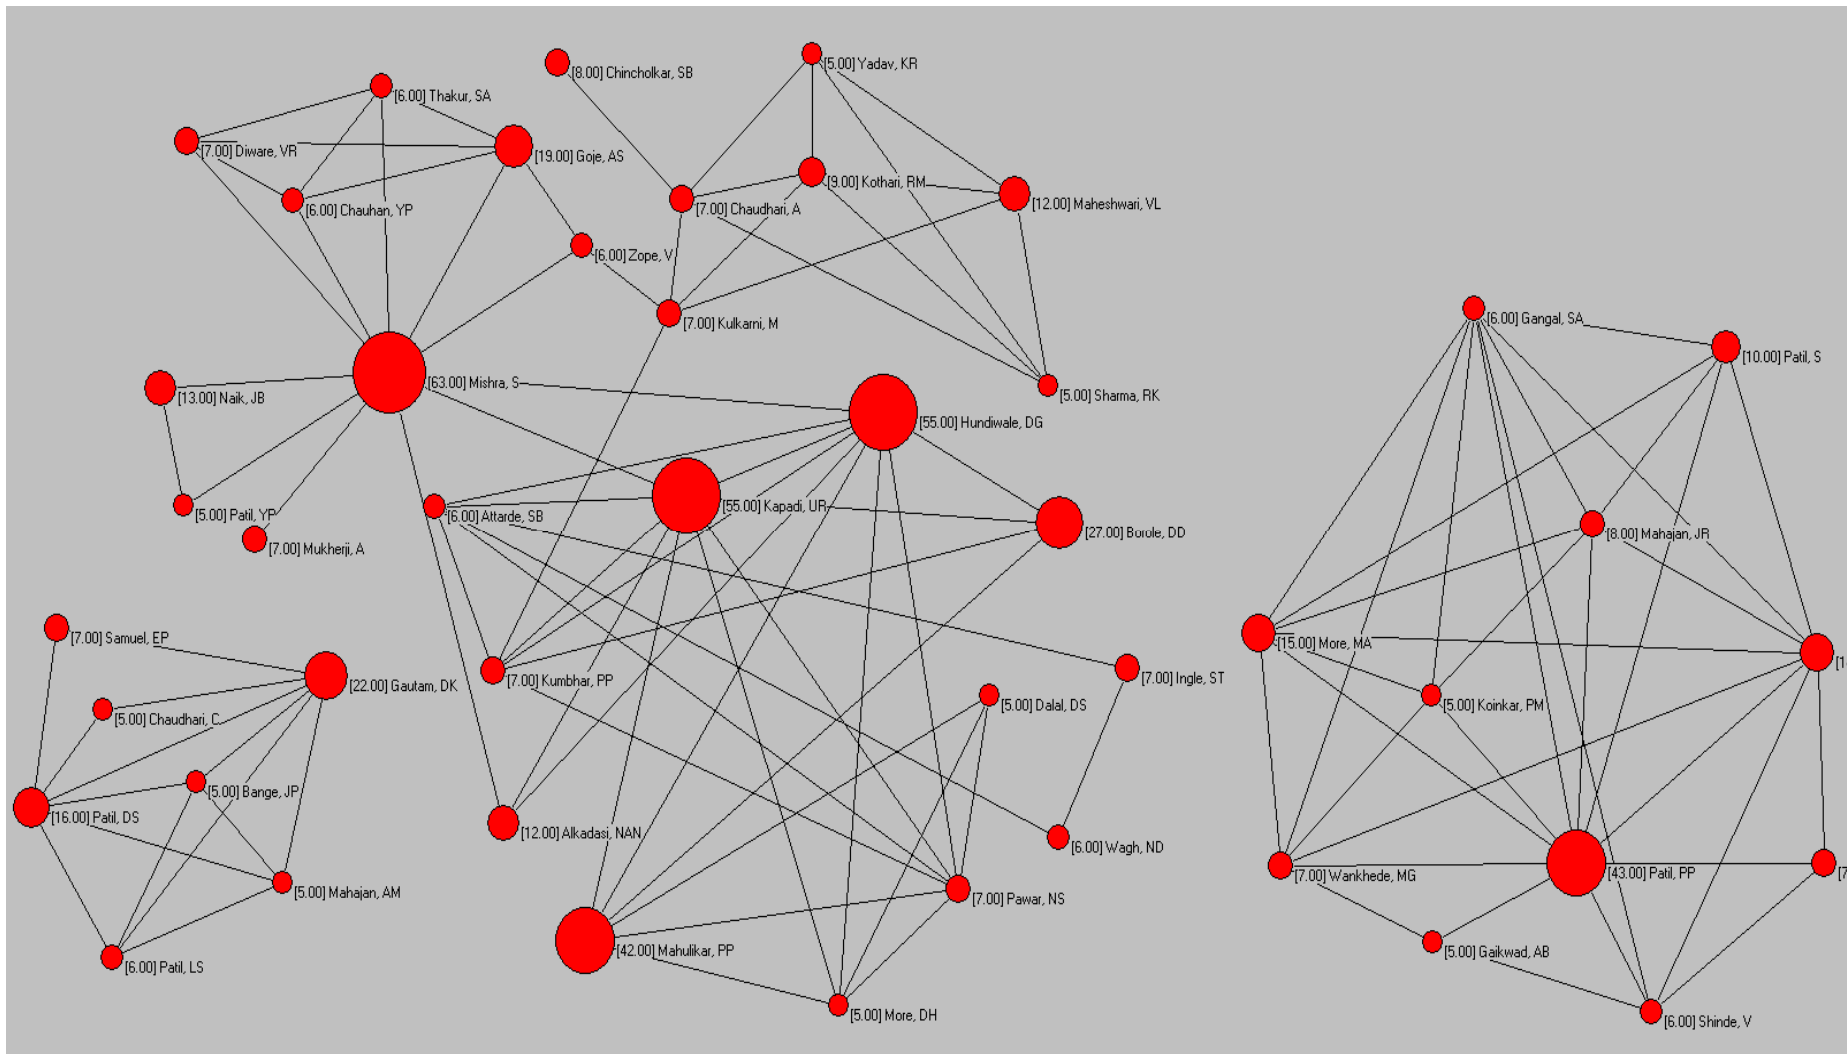 [8.00] Chincholkar, SB
[5.00] Yadav, KR
[6.00] Thakur, SA
[7.00] Diware, VR
[19.00] Goje, AS
[9.00] Kothari, RM
[12.00] Maheshwari, VL
[6.00] Chauhan, YP
[7.00] Chaudhari, A
[6.00] Zope, V
[7.00] Kulkarni, M
[6.00] Gangal, SA
[10.00] Patil, S
[63.00] Mishra, S
[13.00] Naik, JB
[5.00] Sharma, RK
[55.00] Hundiwale, DG
[5.00] Patil, YP
[6.00] Attarde, SB
[55.00] Kapadi, UR
[27.00] Borole, DD
[8.00] Mahajan, JR
[7.00] Mukherji, A
[7.00] Samuel, EP
[15.00] More, MA
[22.00] Gautam, DK
[7.00] Kumbhar, PP
[7.00] Ingle, ST
[5.00] Chaudhari, C
[5.00] Dalal, DS
[5.00] Koinkar, PM
[5.00] Bange, JP
[16.00] Patil, DS
[12.00] Alkadasi, NAN
[6.00] Wagh, ND
[7.00] Wankhede, MG
[43.00] Patil, PP
[5.00] Mahajan, AM
[7.00] Pawar, NS
[42.00] Mahulikar, PP
[5.00] Gaikwad, AB
[6.00] Patil, LS
[5.00] More, DH
[6.00] Shinde, V